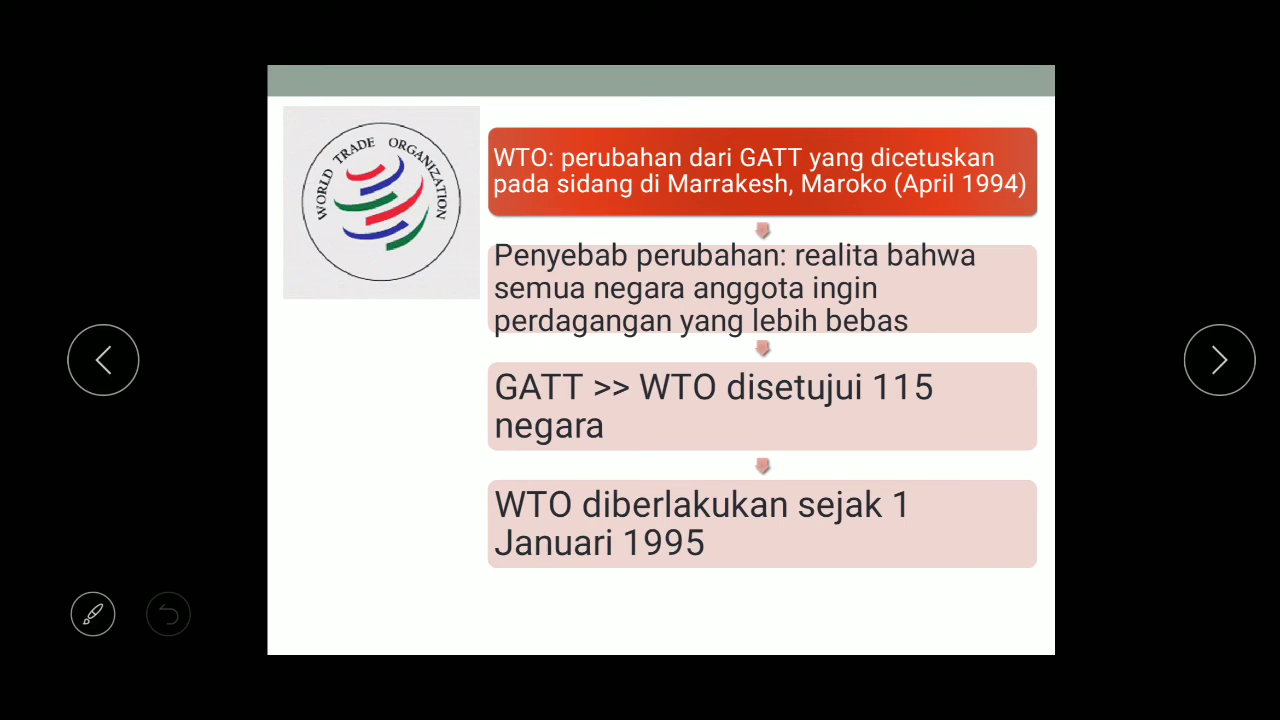 WORLD TRADE ORGANIZATION
WTO: perubahan dari GATT yang dicetuskan
pada sidang di Marrakesh, Maroko (April 1994)
Penyebab perubahan: realita bahwa
semua negara anggota ingin
perdagangan yang lebih bebas
GATT >> WTO disetujui 115
negara
WTO diberlakukan sejak 1
Januari 1995